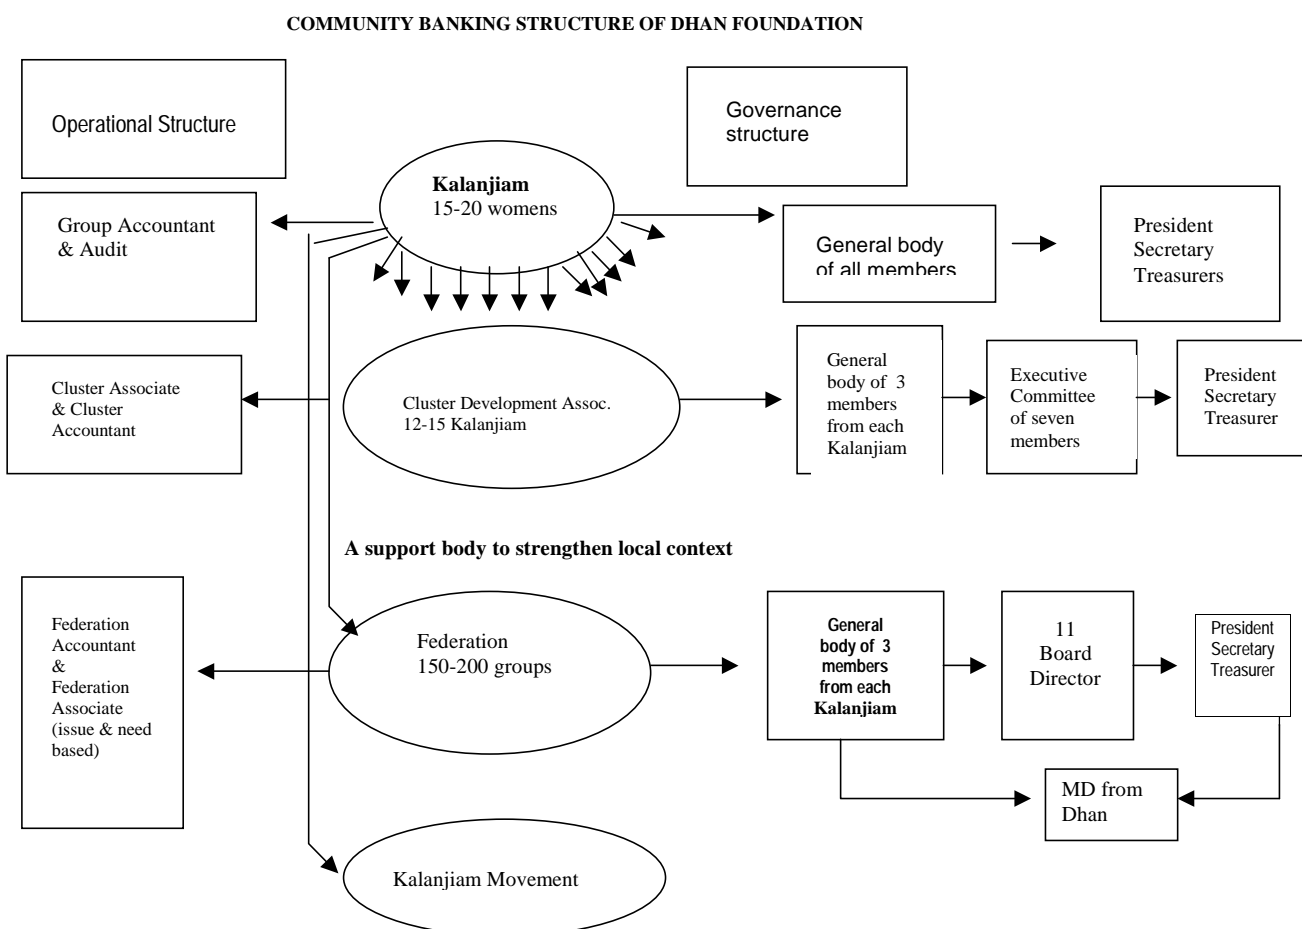 COMMUNITY BANKING STRUCTURE OF DHAN FOUNDATION
Operational Structure
Governance
structure
Kalanjiam
15-20 womens
Group Accountant
& Audit
General body
of all members
President
Secretary
Treasurers
Cluster Associate
& Cluster
Accountant
Cluster Development Assoc.
12-15 Kalanjiam
General
body of 3
members
from each
Kalanjiam
Executive
Committee
of seven
members
President
Secretary
Treasurer
A support body to strengthen local context
Federation
Accountant
&
Federation
Associate
(issue & need
based)
Federation
150-200 groups
General
body of 3
members
from each
Kalanjiam
11
Board
Director
President
Secretary
Treasurer
MD from
Dhan
Kalanjiam Movement